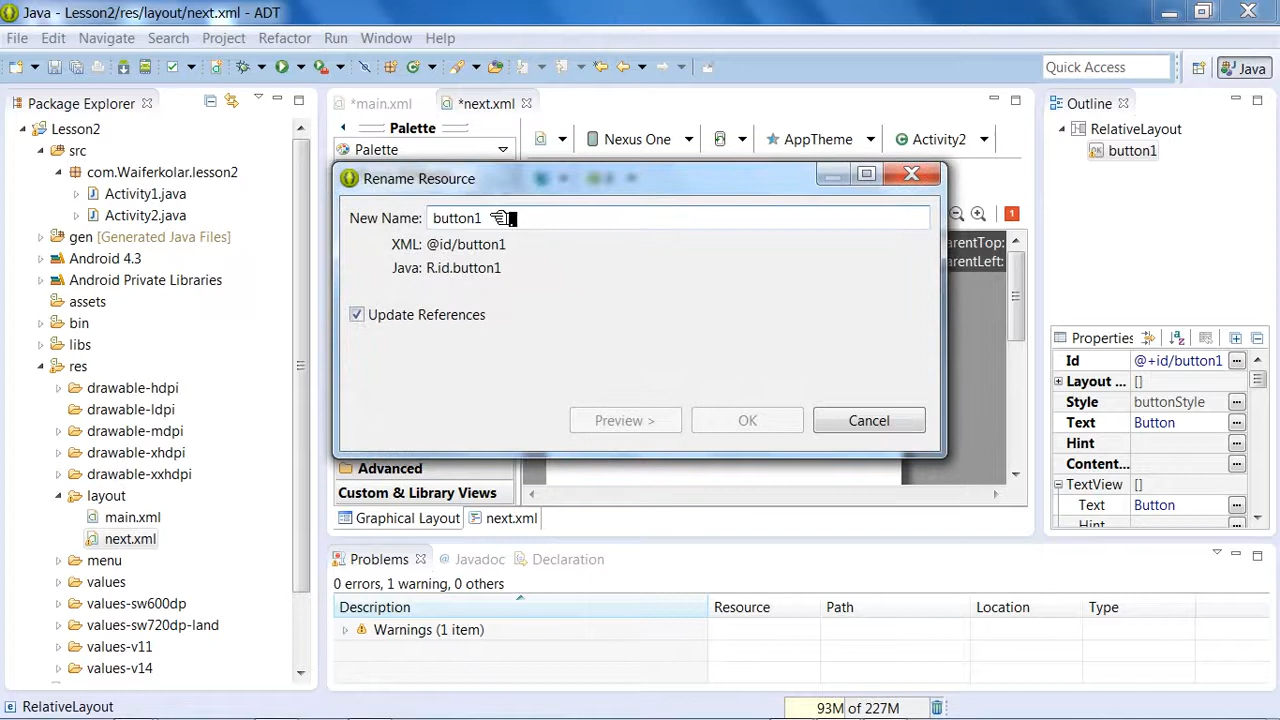 Java - Lesson2/res/layout/next.xml - ADT
File Edit Navigate Search Project Refactor Run Window Help
Quick Access
Java
Package Explorer
Lesson2
src
com.Waiferkolar.lesson2
Activity1.java
Activity2.java
gen [Generated Java Files]
Android 4.3
Android Private Libraries
assets
bin
libs
res
drawable-hdpi
drawable-ldpi
drawable-mdpi
drawable-xhdpi
drawable-xxhdpi
layout
main.xml
next.xml
menu
values
values-sw600dp
values-sw720dp-land
values-v11
values-v14
*main.xml
*next.xml
Palette
Palette
Nexus One
AppTheme
Activity2
1
arentTop:
arentLeft:
Rename Resource
New Name: button1
XML: @id/button1
Java: R.id.button1
Update References
Preview >
OK
Cancel
Advanced
Custom & Library Views
Graphical Layout
next.xml
Problems
@ Javadoc
Declaration
0 errors, 1 warning, 0 others
Description Resource Path Location Type
Warnings (1 item)
Outline
RelativeLayout
button1
Properties
Id @+id/button1
Layout ... []
Style buttonStyle
Text Button
Hint
Content...
TextView []
Text Button
RelativeLayout
93M of 227M